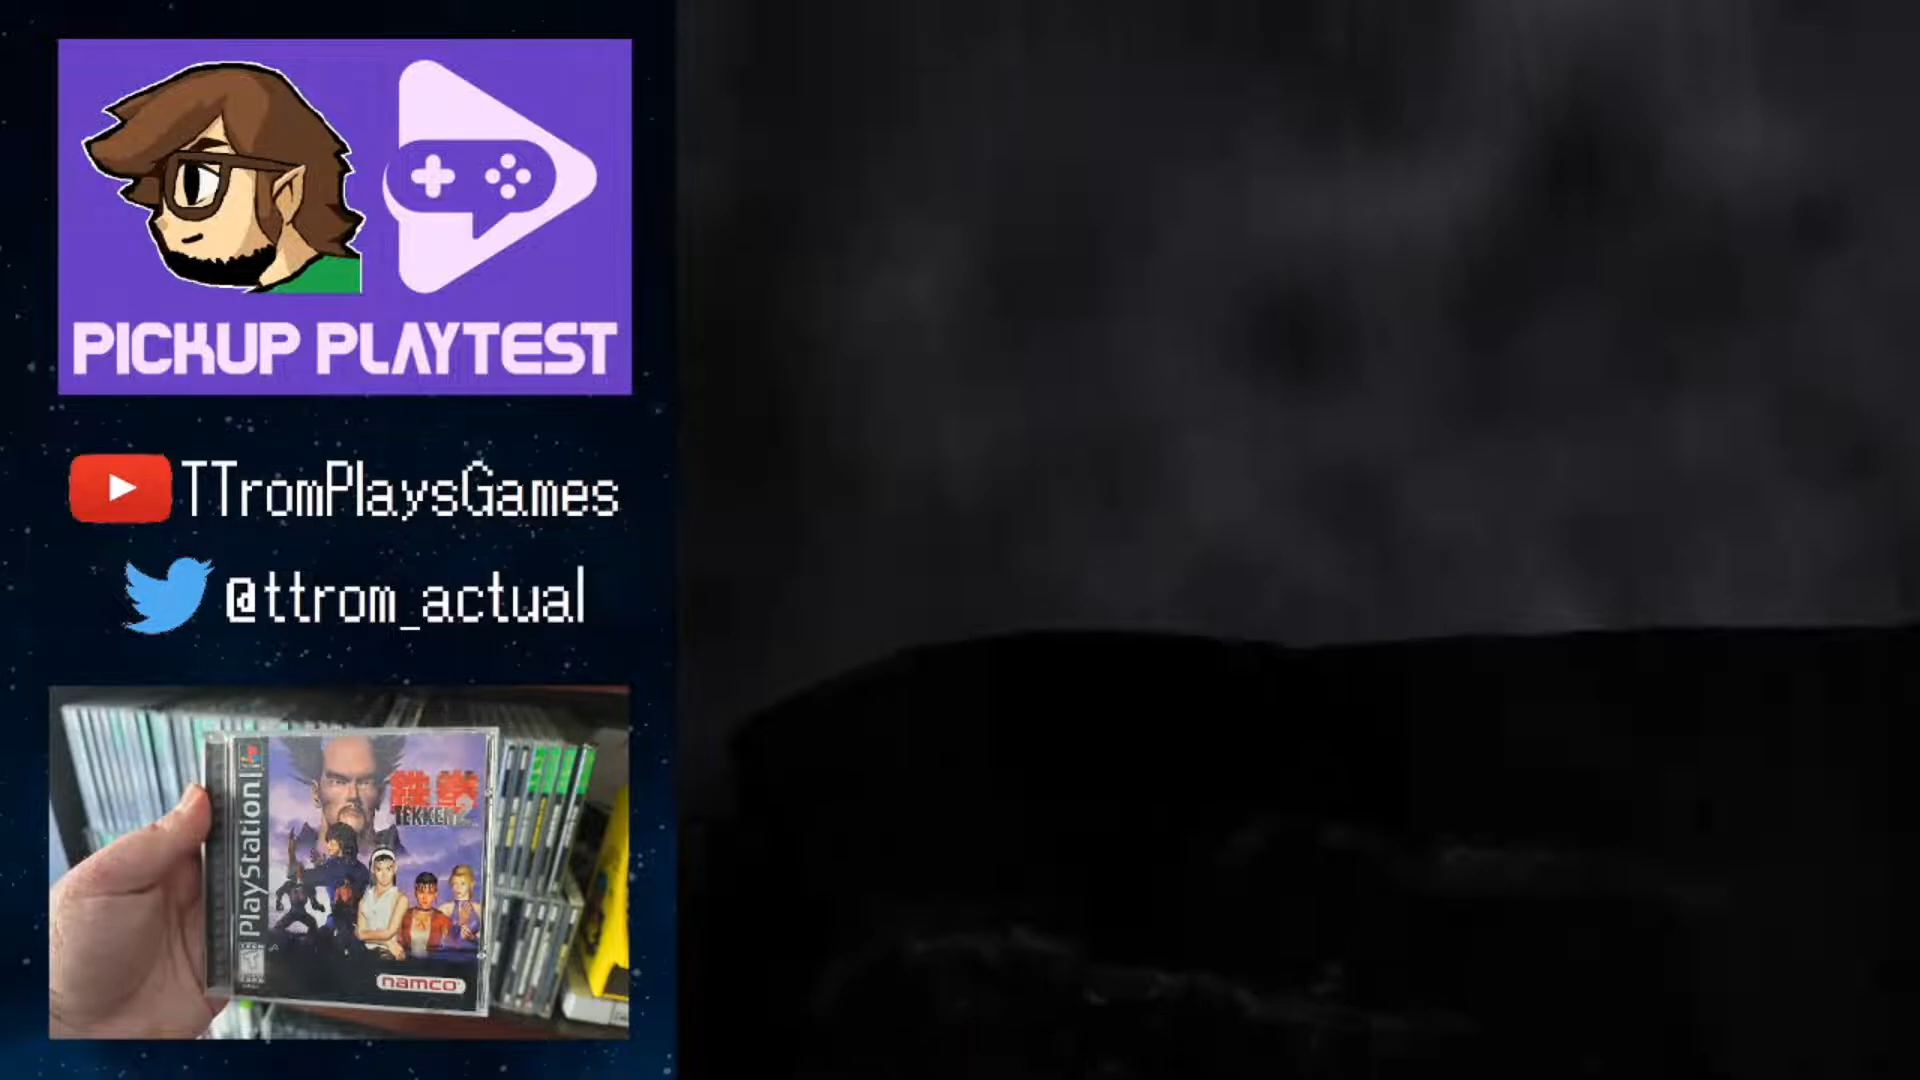 PICKUP PLAYTEST
TTromPlaysGames
@ttrom_actual
PlayStation
鉄拳
TEKKEN 2
namco